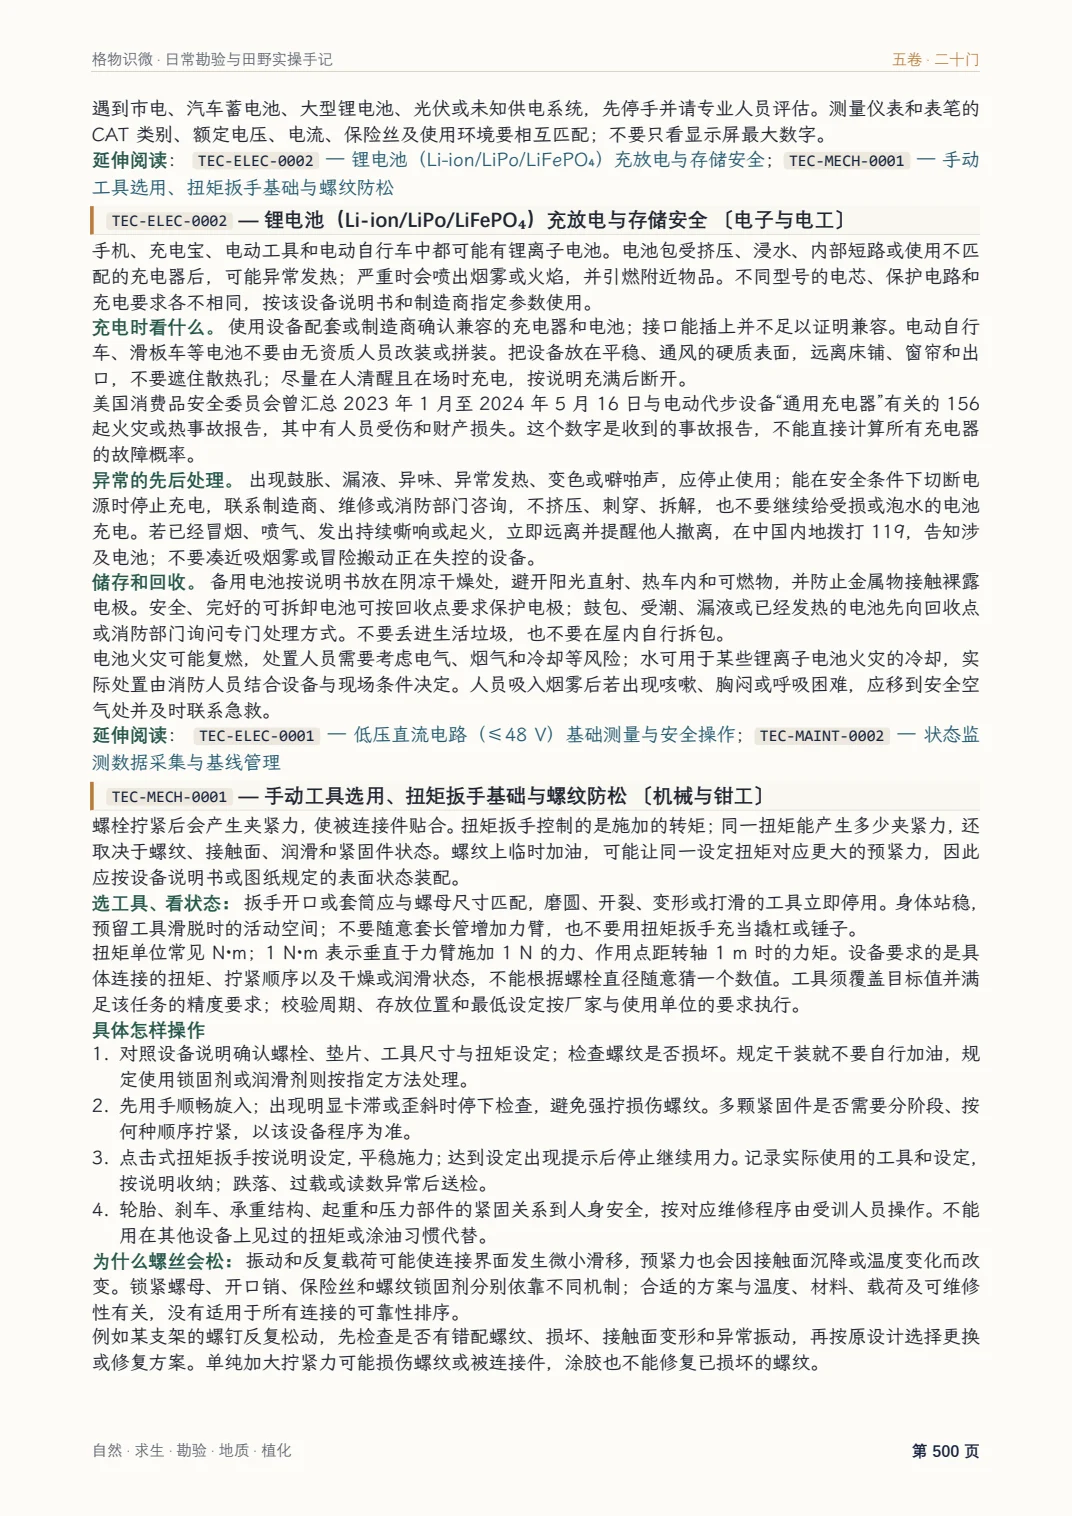 格物识微 · 日常勘验与田野实操手记
五卷 · 二十门
遇到市电、汽车蓄电池、大型锂电池、光伏或未知供电系统，先停手并请专业人员评估。测量仪表和表笔的
CAT 类别、额定电压、电流、保险丝及使用环境要相互匹配；不要只看显示屏最大数字。
延伸阅读： TEC-ELEC-0002 — 锂电池（Li-ion/LiPo/LiFePO₄）充放电与存储安全；TEC-MECH-0001 — 手动
工具选用、扭矩扳手基础与螺纹防松
TEC-ELEC-0002 — 锂电池（Li-ion/LiPo/LiFePO₄）充放电与存储安全 〔电子与电工〕
手机、充电宝、电动工具和电动自行车中都可能有锂离子电池。电池包受挤压、浸水、内部短路或使用不匹
配的充电器后，可能异常发热；严重时会喷出烟雾或火焰，并引燃附近物品。不同型号的电芯、保护电路和
充电要求各不相同，按该设备说明书和制造商指定参数使用。
充电时看什么。 使用设备配套或制造商确认兼容的充电器和电池；接口能插上并不足以证明兼容。电动自行
车、滑板车等电池不要由无资质人员改装或拼装。把设备放在平稳、通风的硬质表面，远离床铺、窗帘和出
口，不要遮住散热孔；尽量在人清醒且在场时充电，按说明充满后断开。
美国消费品安全委员会曾汇总 2023 年 1 月至 2024 年 5 月 16 日与电动代步设备“通用充电器”有关的 156
起火灾或热事故报告，其中有人员受伤和财产损失。这个数字是收到的事故报告，不能直接计算所有充电器
的故障概率。
异常的先后处理。 出现鼓胀、漏液、异味、异常发热、变色或噼啪声，应停止使用；能在安全条件下切断电
源时停止充电，联系制造商、维修或消防部门咨询，不挤压、刺穿、拆解，也不要继续给受损或泡水的电池
充电。若已经冒烟、喷气、发出持续嘶响或起火，立即远离并提醒他人撤离，在中国内地拨打 119，告知涉
及电池；不要凑近吸烟雾或冒险搬动正在失控的设备。
储存和回收。 备用电池按说明书放在阴凉干燥处，避开阳光直射、热车内和可燃物，并防止金属物接触裸露
电极。安全、完好的可拆卸电池可按回收点要求保护电极；鼓包、受潮、漏液或已经发热的电池先向回收点
或消防部门询问专门处理方式。不要丢进生活垃圾，也不要在屋内自行拆包。
电池火灾可能复燃，处置人员需要考虑电气、烟气和冷却等风险；水可用于某些锂离子电池火灾的冷却，实
际处置由消防人员结合设备与现场条件决定。人员吸入烟雾后若出现咳嗽、胸闷或呼吸困难，应移到安全空
气处并及时联系急救。
延伸阅读： TEC-ELEC-0001 — 低压直流电路（≤48 V）基础测量与安全操作；TEC-MAINT-0002 — 状态监
测数据采集与基线管理
TEC-MECH-0001 — 手动工具选用、扭矩扳手基础与螺纹防松 〔机械与钳工〕
螺栓拧紧后会产生夹紧力，使被连接件贴合。扭矩扳手控制的是施加的转矩；同一扭矩能产生多少夹紧力，还
取决于螺纹、接触面、润滑和紧固件状态。螺纹上临时加油，可能让同一设定扭矩对应更大的预紧力，因此
应按设备说明书或图纸规定的表面状态装配。
选工具、看状态： 扳手开口或套筒应与螺母尺寸匹配，磨圆、开裂、变形或打滑的工具立即停用。身体站稳，
预留工具滑脱时的活动空间；不要随意套长管增加力臂，也不要用扭矩扳手充当撬杠或锤子。
扭矩单位常见 N•m；1 N•m 表示垂直于力臂施加 1 N 的力、作用点距转轴 1 m 时的力矩。设备要求的是具
体连接的扭矩、拧紧顺序以及干燥或润滑状态，不能根据螺栓直径随意猜一个数值。工具须覆盖目标值并满
足该任务的精度要求；校验周期、存放位置和最低设定按厂家与使用单位的要求执行。
具体怎样操作
1. 对照设备说明确认螺栓、垫片、工具尺寸与扭矩设定；检查螺纹是否损坏。规定干装就不要自行加油，规
定使用锁固剂或润滑剂则按指定方法处理。
2. 先用手顺畅旋入；出现明显卡滞或歪斜时停下检查，避免强拧损伤螺纹。多颗紧固件是否需要分阶段、按
何种顺序拧紧，以该设备程序为准。
3. 点击式扭矩扳手按说明设定，平稳施力；达到设定出现提示后停止继续用力。记录实际使用的工具和设定，
按说明收纳；跌落、过载或读数异常后送检。
4. 轮胎、刹车、承重结构、起重和压力部件的紧固关系到人身安全，按对应维修程序由受训人员操作。不能
用在其他设备上见过的扭矩或涂油习惯代替。
为什么螺丝会松： 振动和反复载荷可能使连接界面发生微小滑移，预紧力也会因接触面沉降或温度变化而改
变。锁紧螺母、开口销、保险丝和螺纹锁固剂分别依靠不同机制；合适的方案与温度、材料、载荷及可维修
性有关，没有适用于所有连接的可靠性排序。
例如某支架的螺钉反复松动，先检查是否有错配螺纹、损坏、接触面变形和异常振动，再按原设计选择更换
或修复方案。单纯加大拧紧力可能损伤螺纹或被连接件，涂胶也不能修复已损坏的螺纹。
自然 · 求生 · 勘验 · 地质 · 植化
第 500 页